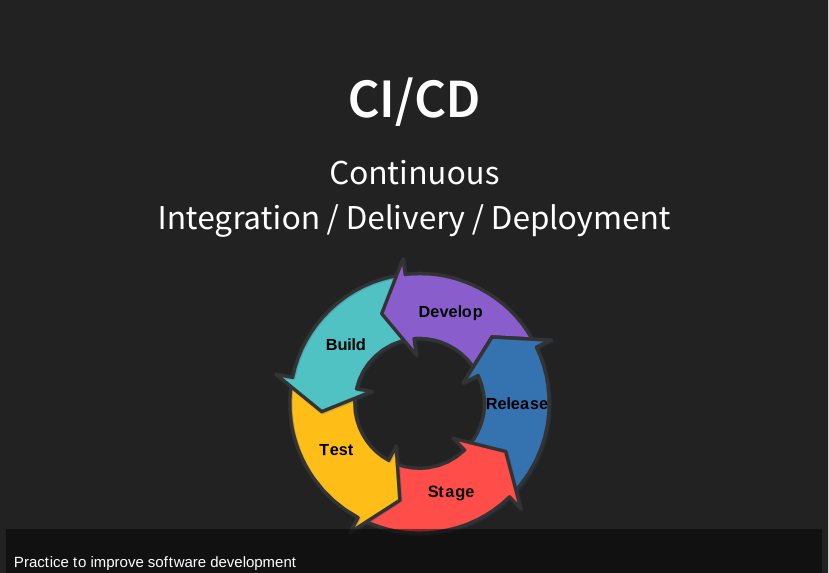 CI/CD
Continuous
Integration / Delivery / Deployment
Develop
Build
Release
Test
Stage
Practice to improve software development